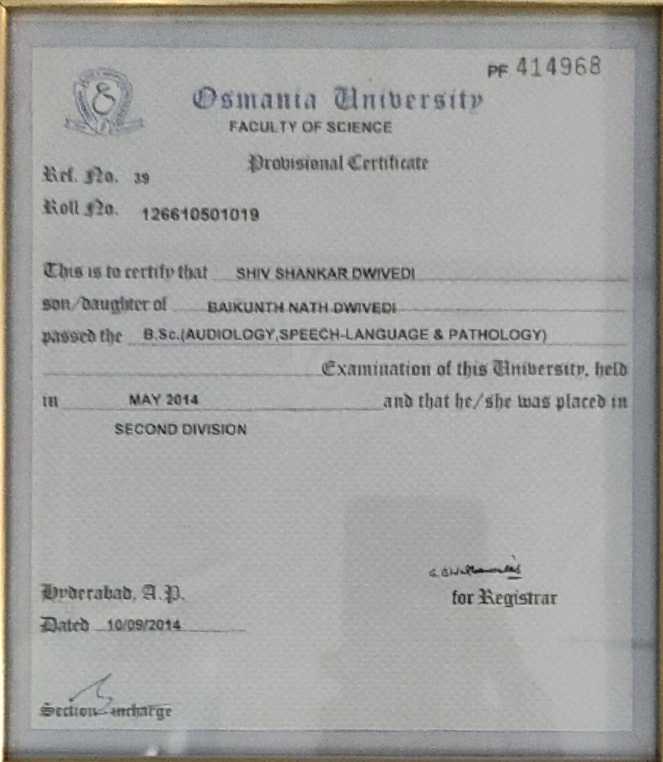 PF 414968
Osmania University
FACULTY OF SCIENCE
Provisional Certificate
Ref. No. 39
Roll No. 126610501019
This is to certify that SHIV SHANKAR DWIVEDI
son/daughter of BAIKUNTH NATH DWIVEDI
passed the B.Sc.(AUDIOLOGY,SPEECH-LANGUAGE & PATHOLOGY)
Examination of this University, held
in MAY 2014 and that he/she was placed in
SECOND DIVISION
Hyderabad, A.P.
for Registrar
Dated 10/09/2014
Section-incharge